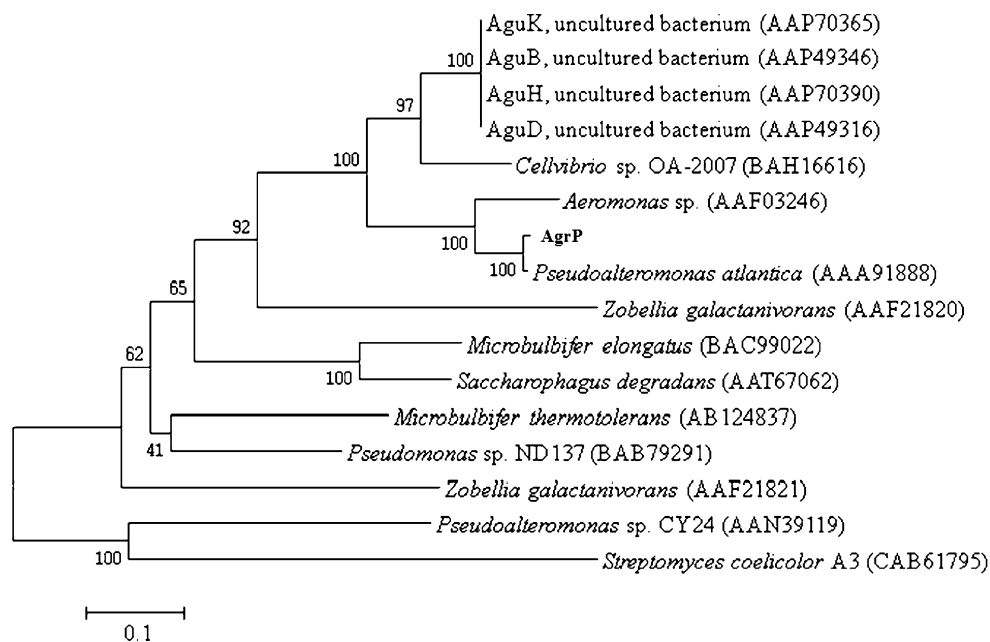 AguK, uncultured bacterium (AAP70365)
100
AguB, uncultured bacterium (AAP49346)
AguH, uncultured bacterium (AAP70390)
97
AguD, uncultured bacterium (AAP49316)
100
Cellvibrio sp. OA-2007 (BAH16616)
Aeromonas sp. (AAF03246)
92
100
AgrP
100
Pseudoalteromonas atlantica (AAA91888)
65
Zobellia galactanivorans (AAF21820)
Microbulbifer elongatus (BAC99022)
62
100
Saccharophagus degradans (AAT67062)
Microbulbifer thermotolerans (AB124837)
41
Pseudomonas sp. ND137 (BAB79291)
Zobellia galactanivorans (AAF21821)
Pseudoalteromonas sp. CY24 (AAN39119)
100
Streptomyces coelicolor A3 (CAB61795)
0.1